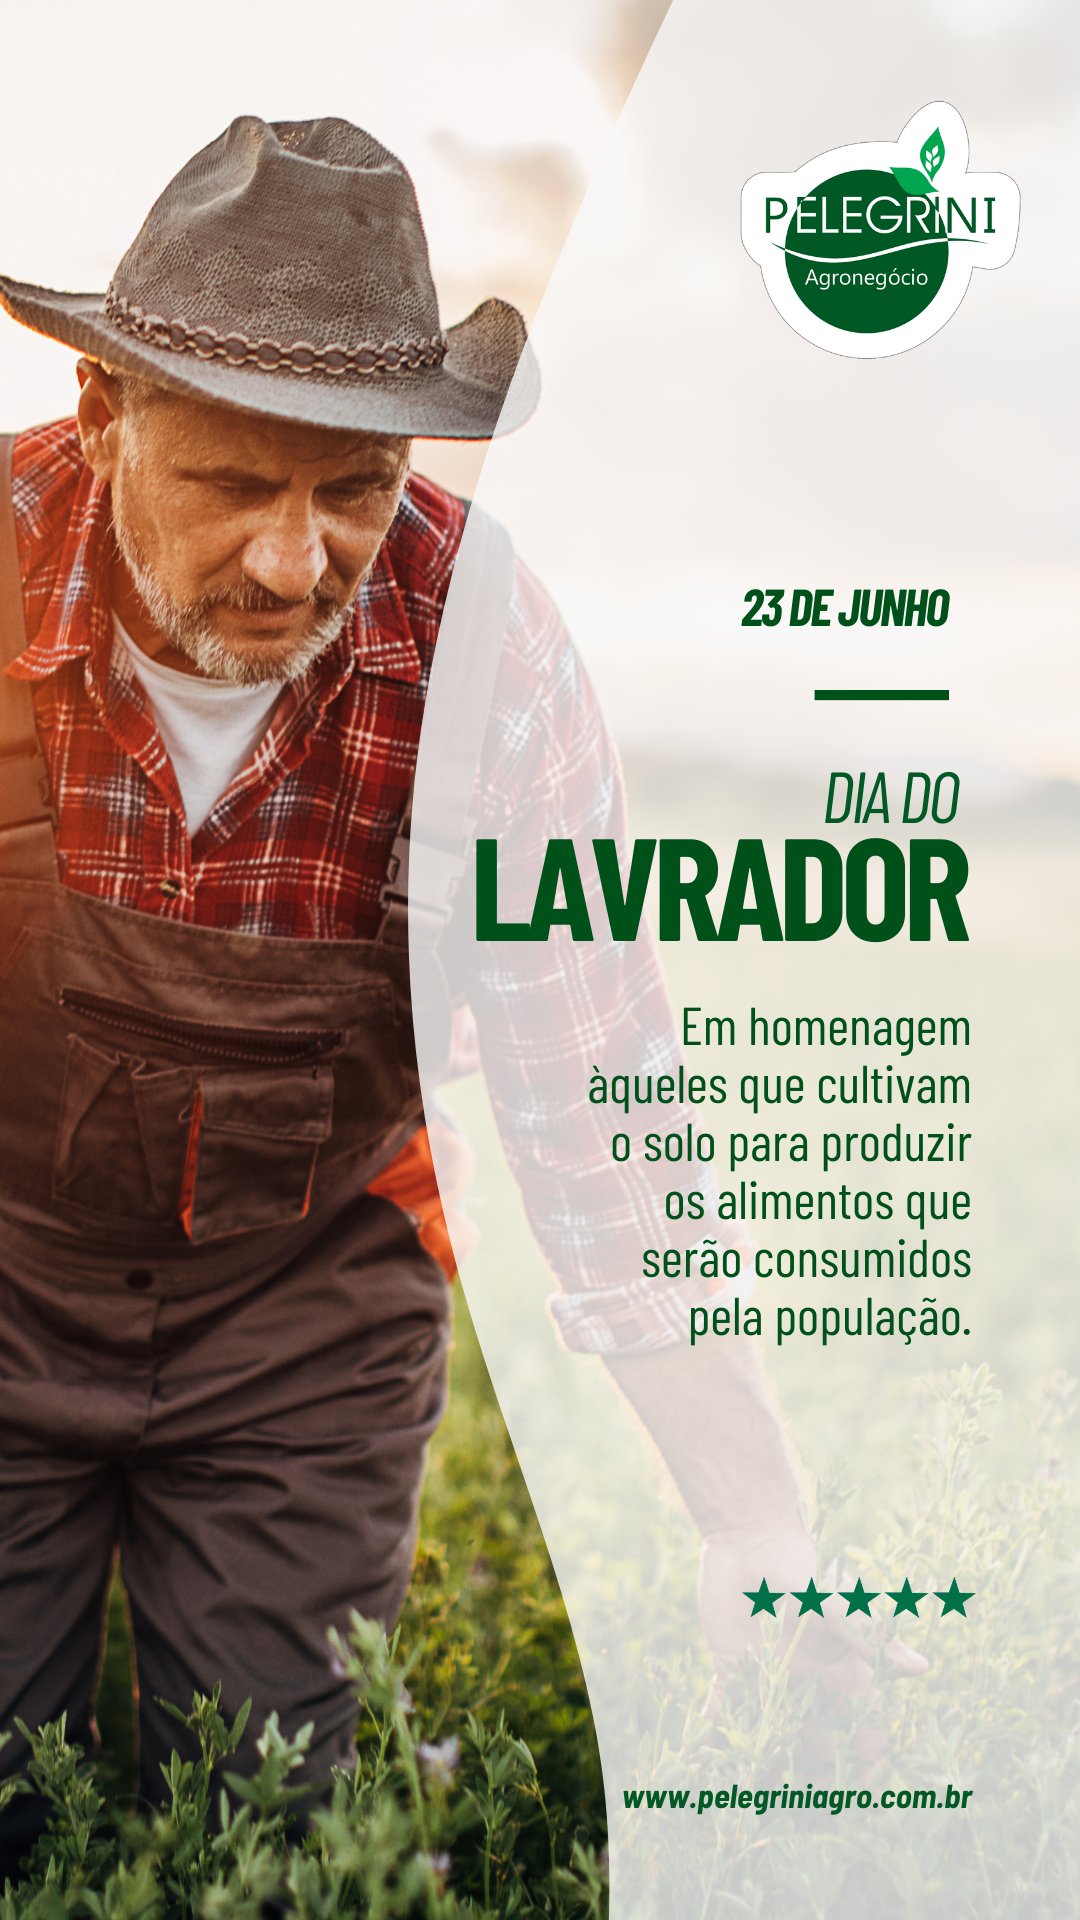 PELEGRINI
Agronegócio
23 DE JUNHO
DIA DO
LAVRADOR
Em homenagem
àqueles que cultivam
o solo para produzir
os alimentos que
serão consumidos
pela população.
www.pelegriniagro.com.br